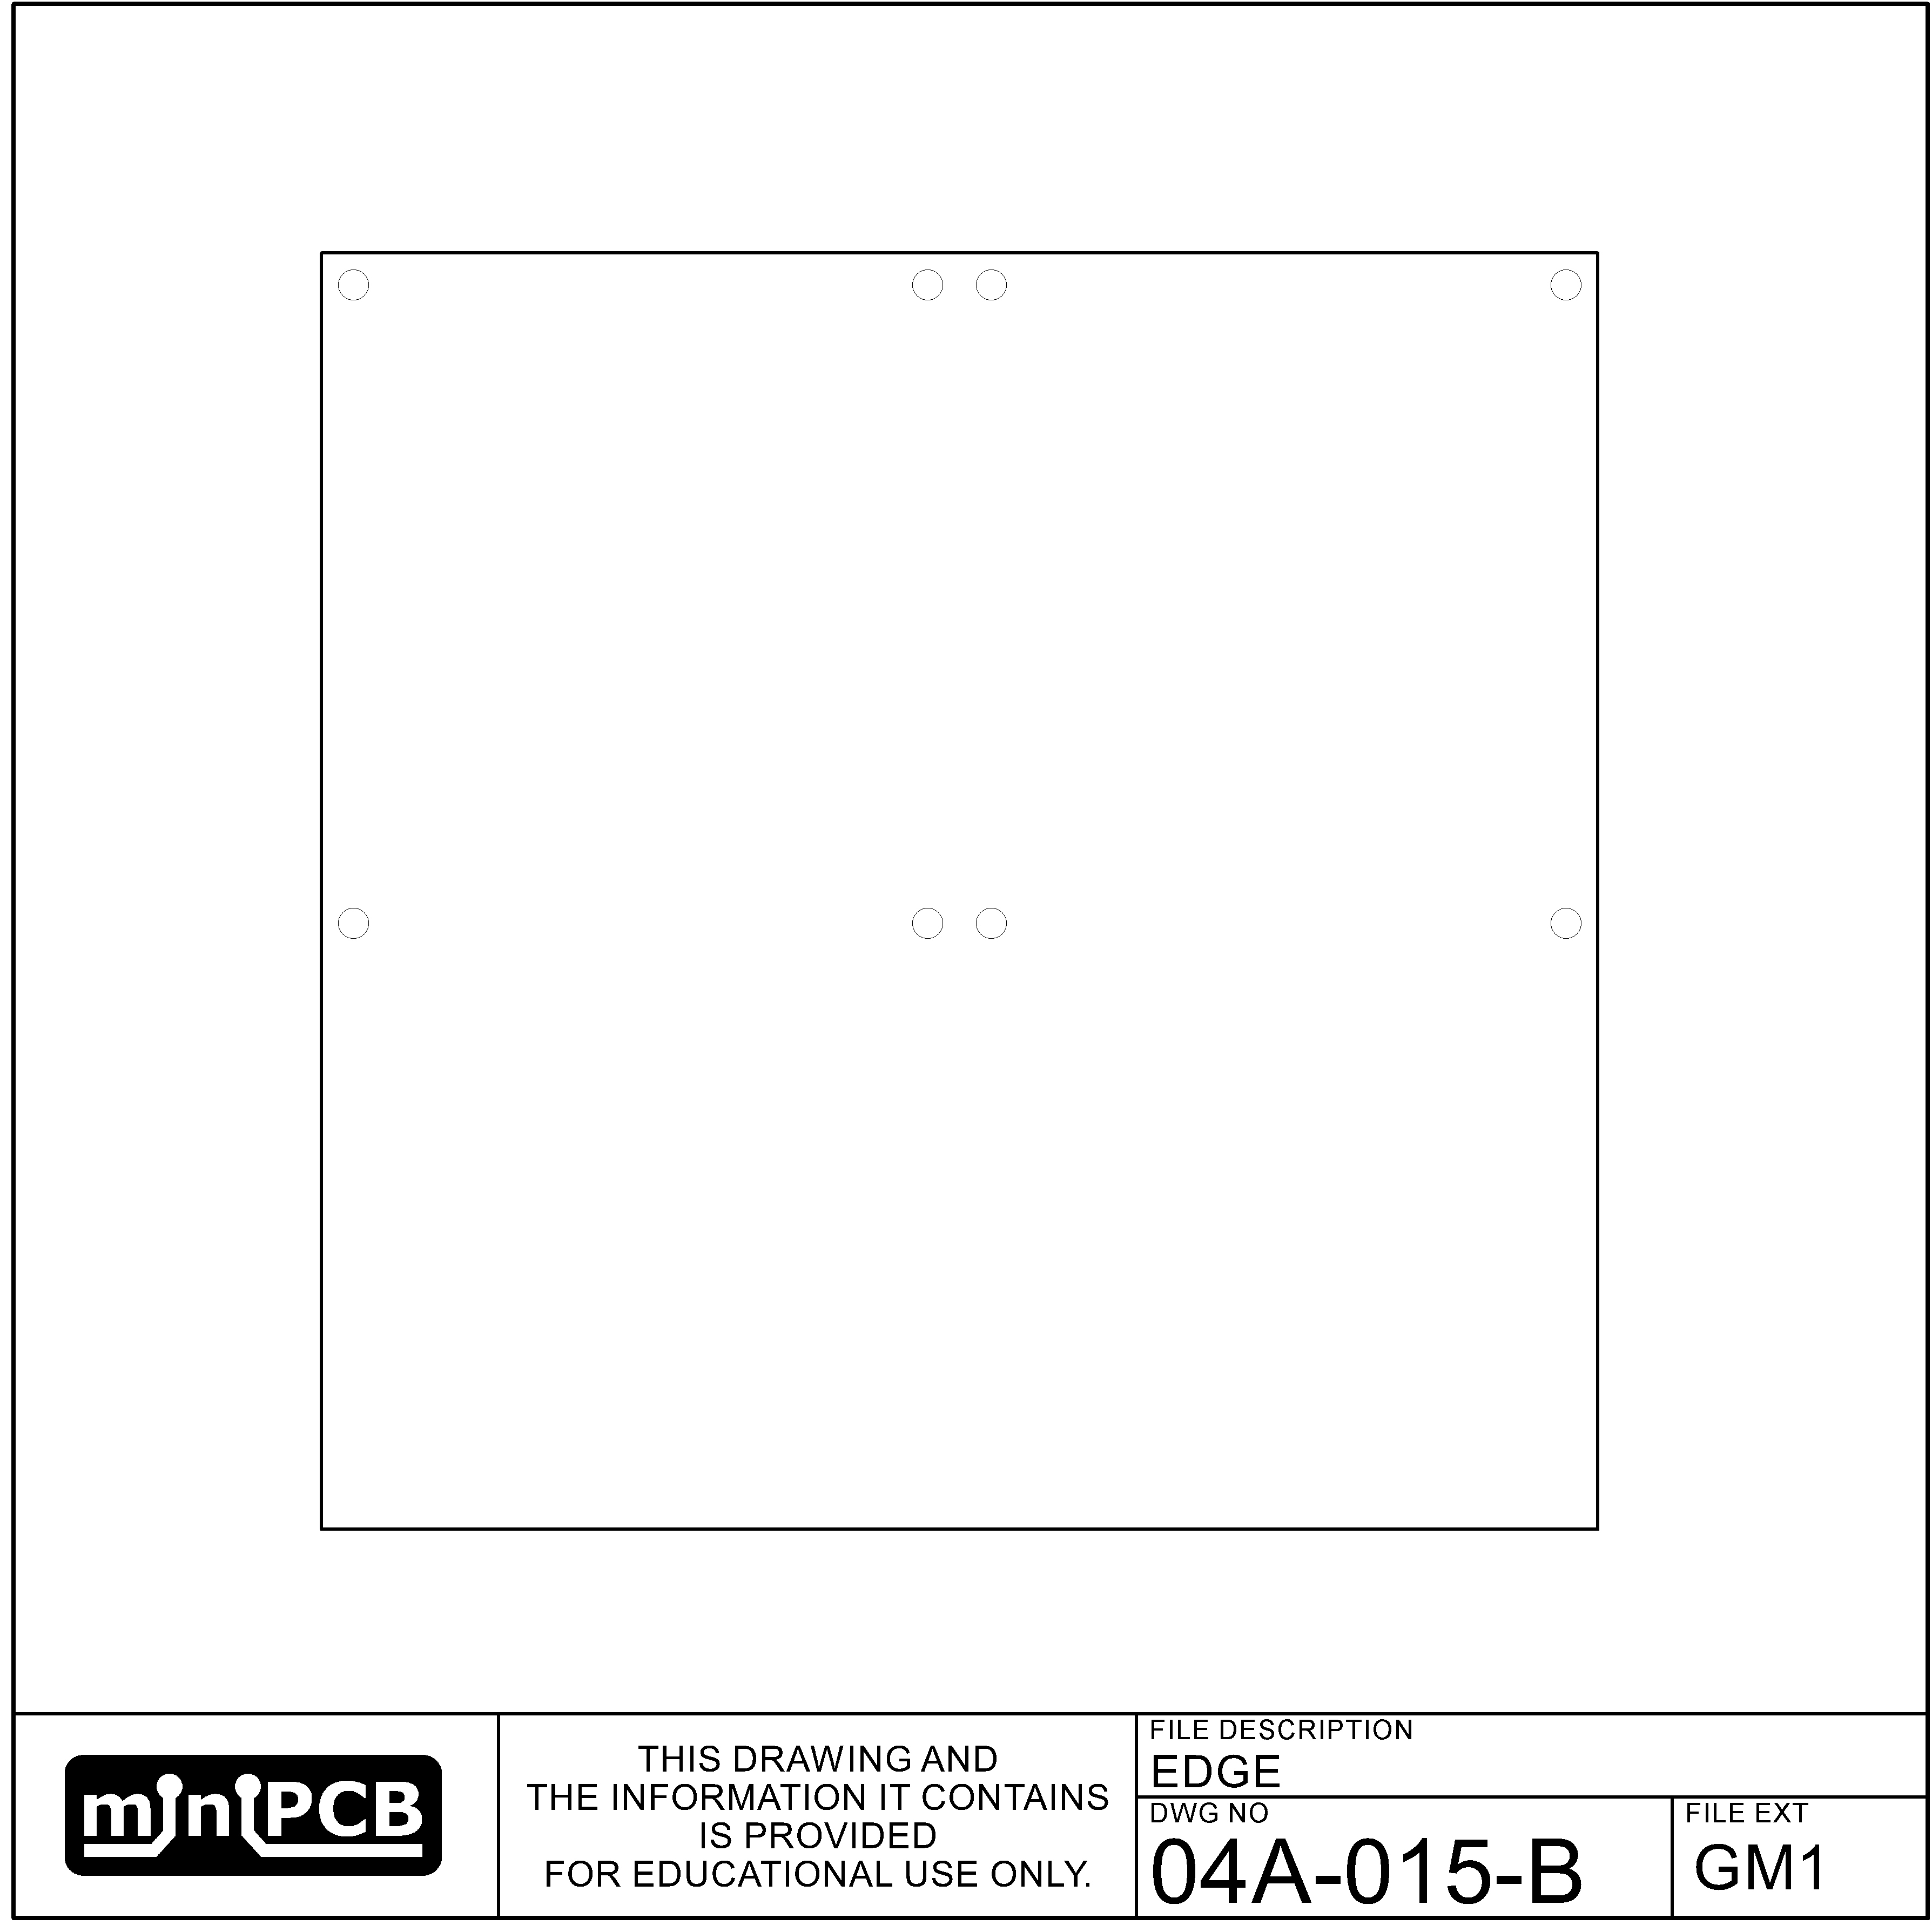 miniPCB
THIS DRAWING AND
THE INFORMATION IT CONTAINS
IS PROVIDED
FOR EDUCATIONAL USE ONLY.
FILE DESCRIPTION
EDGE
DWG NO
04A-015-B
FILE EXT
GM1